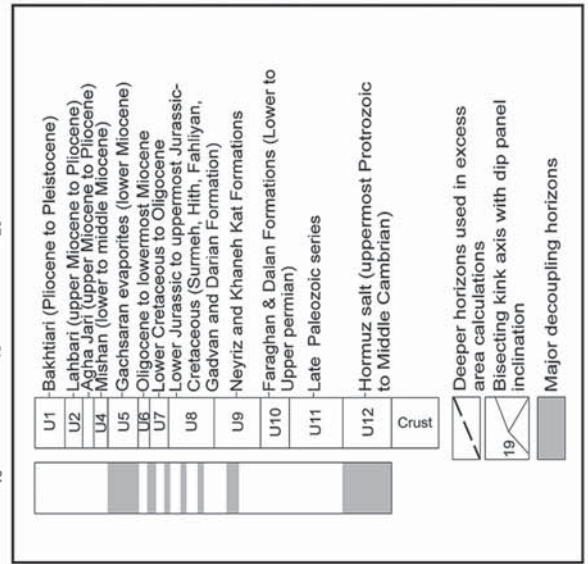 U1 -Bakhtiari (Pliocene to Pleistocene)
U2 -Lahbari (upper Miocene to Pliocene)
-Agha Jari (upper Miocene to Pliocene)
U4 -Mishan (lower to middle Miocene)
U5 -Gachsaran evaporites (lower Miocene)
U6 -Oligocene to lowermost Miocene
U7 -Lower Cretaceous to Oligocene
U8 -Lower Jurassic to uppermost Jurassic-
Cretaceous (Surmeh, Hith, Fahliyan,
Gadvan and Darian Formation)
U9 -Neyriz and Khaneh Kat Formations
U10 -Faraghan & Dalan Formations (Lower to
Upper permian)
U11 -Late Paleozoic series
U12 -Hormuz salt (uppermost Protrozoic
to Middle Cambrian)
Crust
Deeper horizons used in excess
area calculations
19 Bisecting kink axis with dip panel
inclination
Major decoupling horizons